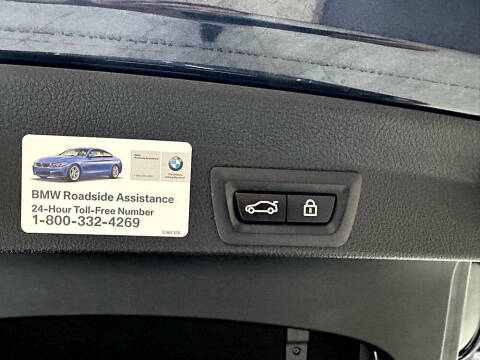 BMW Roadside Assistance
24-Hour Toll-Free Number
1-800-332-4269